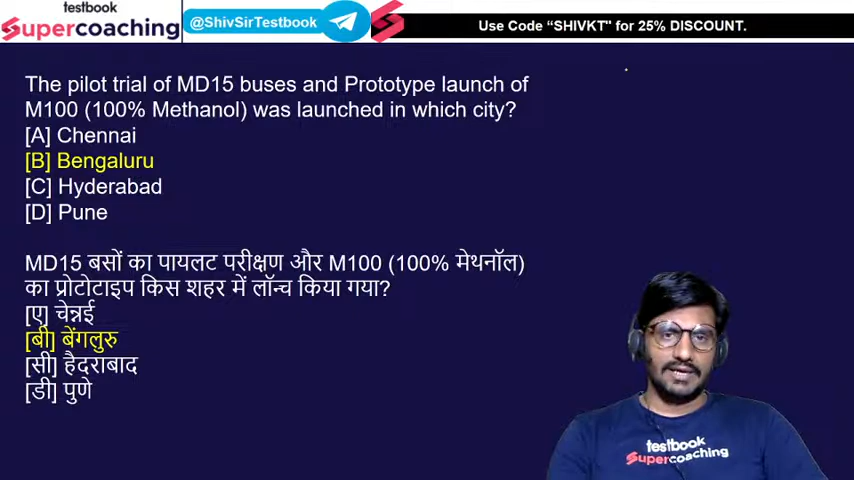 testbook
Supercoaching
@ShivSirTestbook
Use Code “SHIVKT" for 25% DISCOUNT.
The pilot trial of MD15 buses and Prototype launch of
M100 (100% Methanol) was launched in which city?
[A] Chennai
[B] Bengaluru
[C] Hyderabad
[D] Pune
MD15 बसों का पायलट परीक्षण और M100 (100% मेथनॉल)
का प्रोटोटाइप किस शहर में लॉन्च किया गया?
[ए] चेन्नई
[बी] बेंगलुरु
[सी] हैदराबाद
[डी] पुणे
testbook
Supercoaching